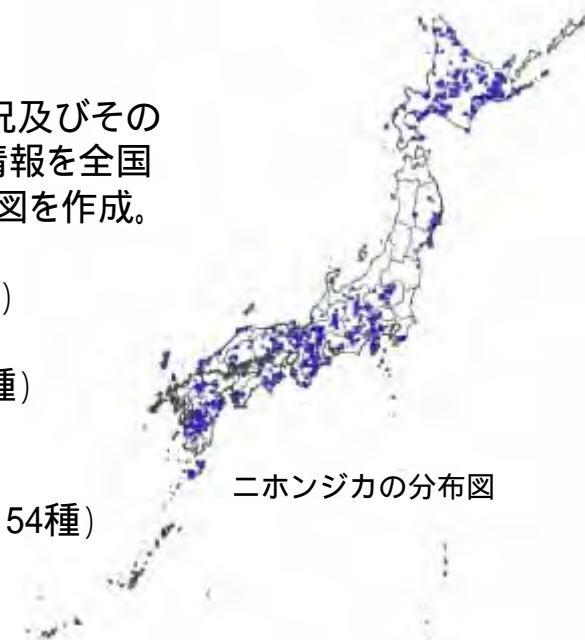 況及びその
情報を全国
図を作成。
)
種)
ニホンジカの分布図
154種)